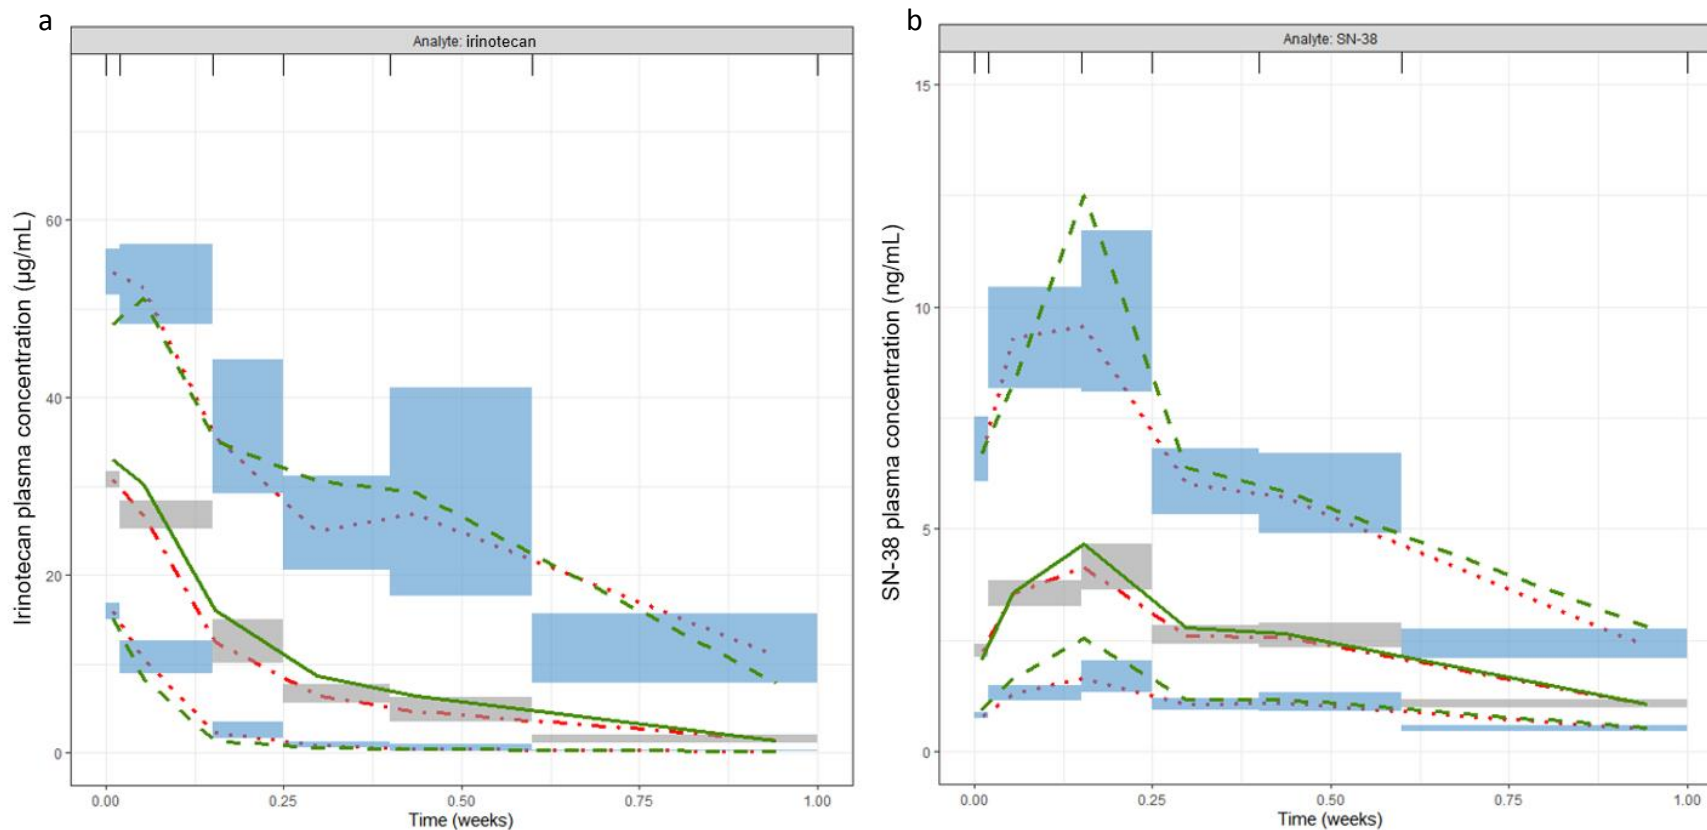 a
Analyte: irinotecan
Irinotecan plasma concentration (µg/mL)
60
40
20
0
0.00
0.25
0.50
0.75
1.00
Time (weeks)
b
Analyte: SN-38
SN-38 plasma concentration (ng/mL)
15
10
5
0
0.00
0.25
0.50
0.75
1.00
Time (weeks)